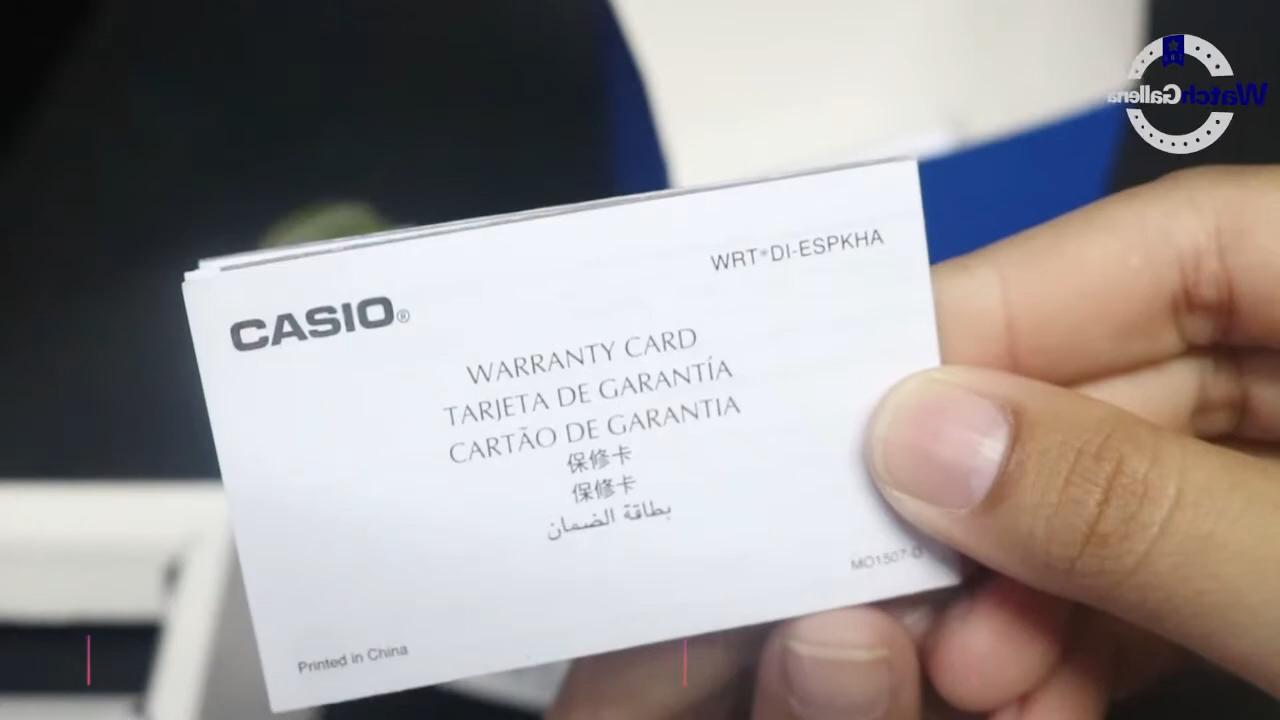 WatchGalleria
WRT*DI-ESPKHA
CASIO®
WARRANTY CARD
TARJETA DE GARANTÍA
CARTÃO DE GARANTIA
保修卡
保修卡
بطاقة الضمان
Printed in China